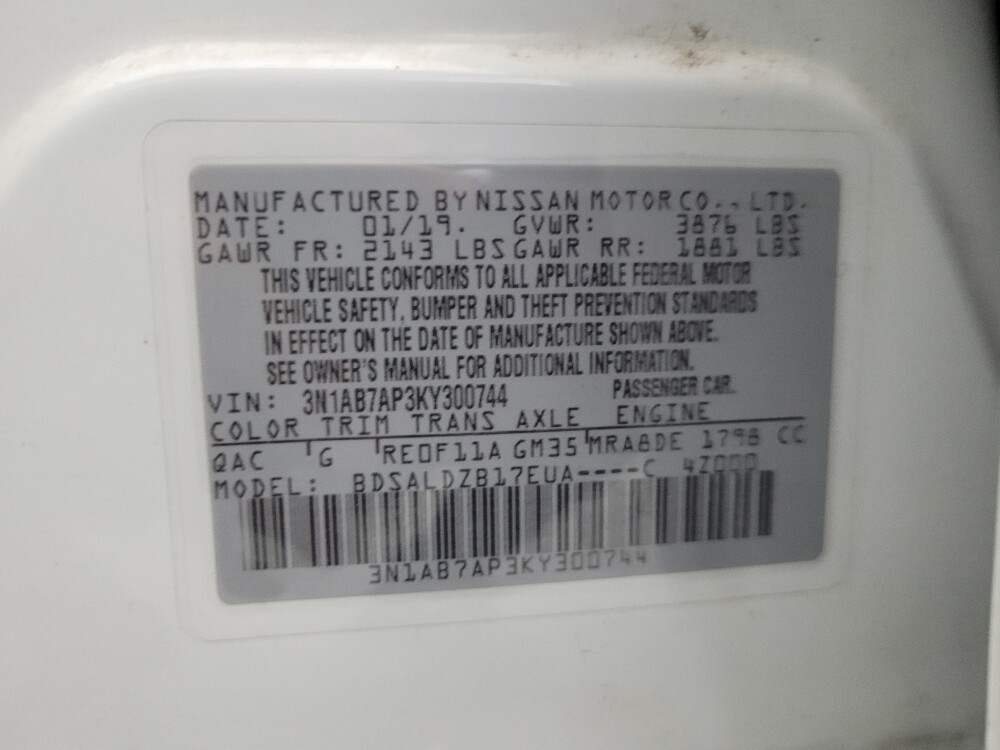 MANUFACTURED BY NISSAN MOTOR CO., LTD.
DATE: 01/19. GVWR: 3876 LBS
GAWR FR: 2143 LBS GAWR RR: 1881 LBS
THIS VEHICLE CONFORMS TO ALL APPLICABLE FEDERAL MOTOR
VEHICLE SAFETY, BUMPER AND THEFT PREVENTION STANDARDS
IN EFFECT ON THE DATE OF MANUFACTURE SHOWN ABOVE.
SEE OWNER'S MANUAL FOR ADDITIONAL INFORMATION.
VIN: 3N1AB7AP3KY300744 PASSENGER CAR.
COLOR TRIM TRANS AXLE ENGINE
QAC G RE0F11A GM35 MRA8DE 1798 CC
MODEL: BDSALDZB17EUA----C 4Z000
3N1AB7AP3KY300744